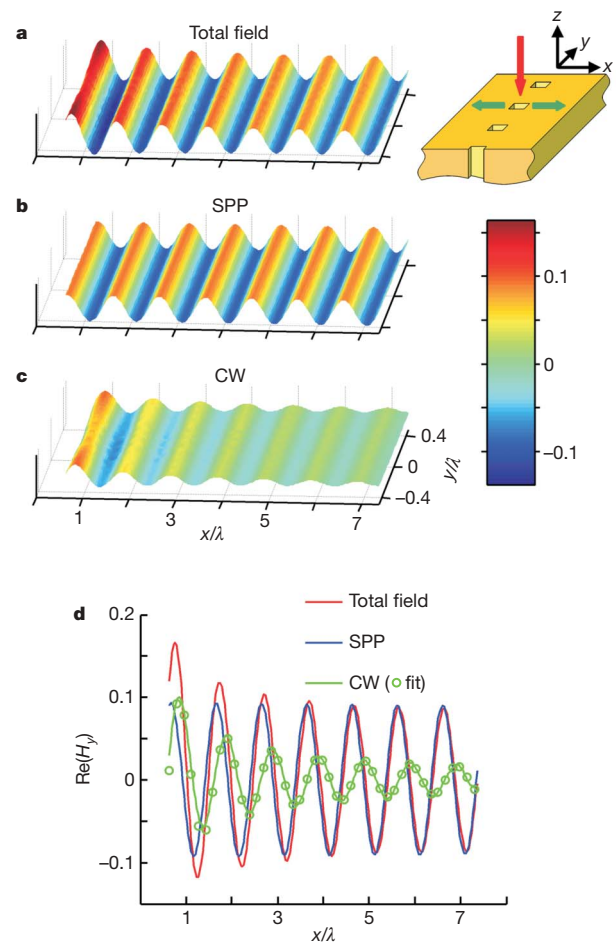 a
Total field
z
y
x
b
SPP
0.1
0
−0.1
c
CW
0.4
0
−0.4
y/λ
1 3 5 7
x/λ
d
0.2
Total field
SPP
CW (o fit)
0.1
0
−0.1
Re(Hy)
1 3 5 7
x/λ